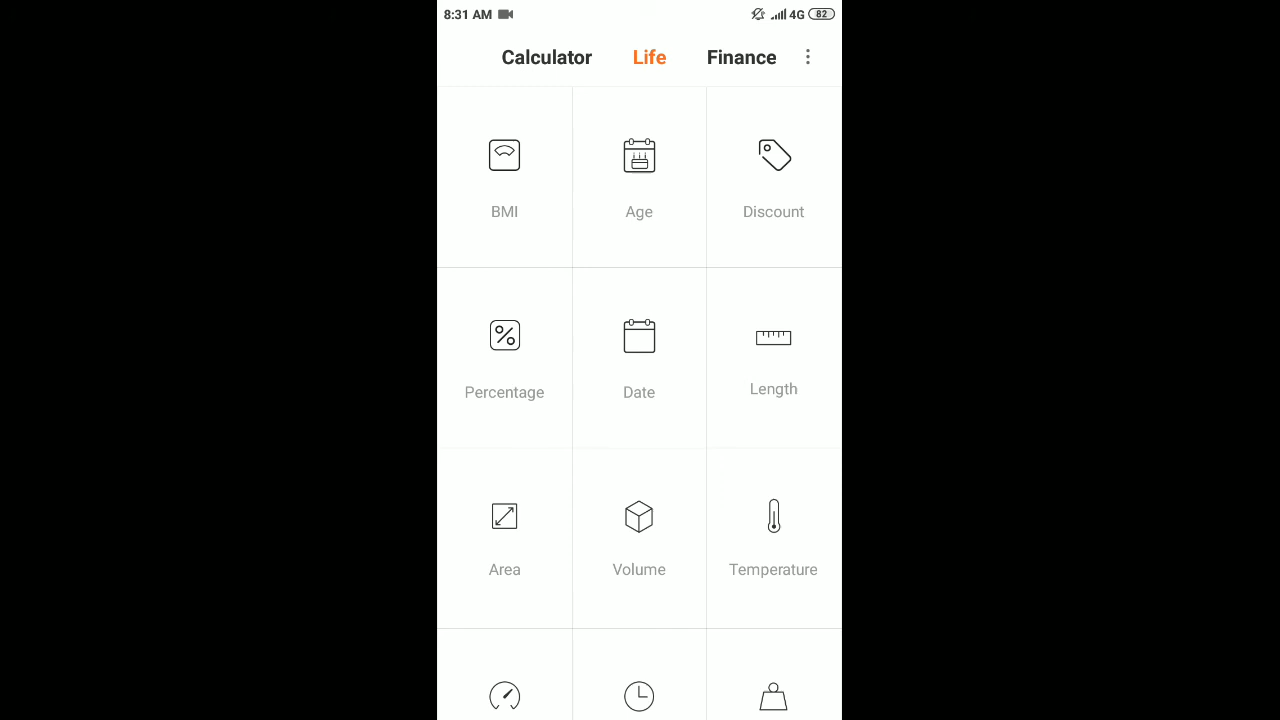 8:31 AM 4G 82
Calculator Life Finance
BMI Age Discount
Percentage Date Length
Area Volume Temperature